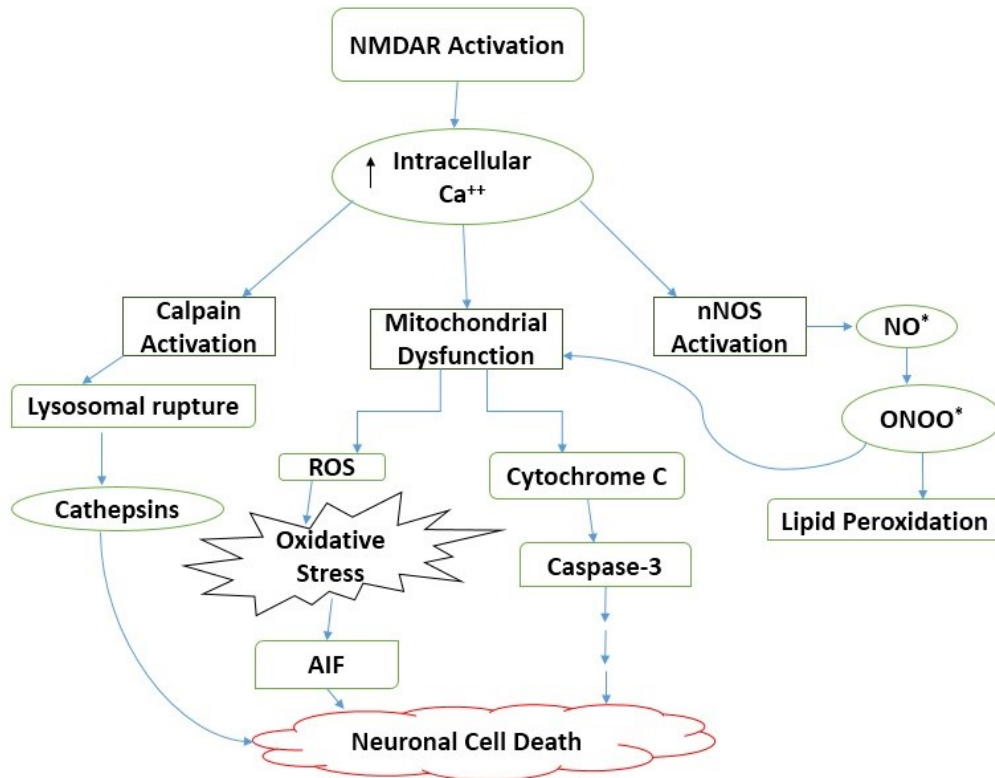 NMDAR Activation
↑ Intracellular
Ca⁺⁺
Calpain
Activation
Mitochondrial
Dysfunction
nNOS
Activation
NO*
Lysosomal rupture
ONOO*
ROS
Cytochrome C
Cathepsins
Lipid Peroxidation
Oxidative
Stress
Caspase-3
AIF
Neuronal Cell Death